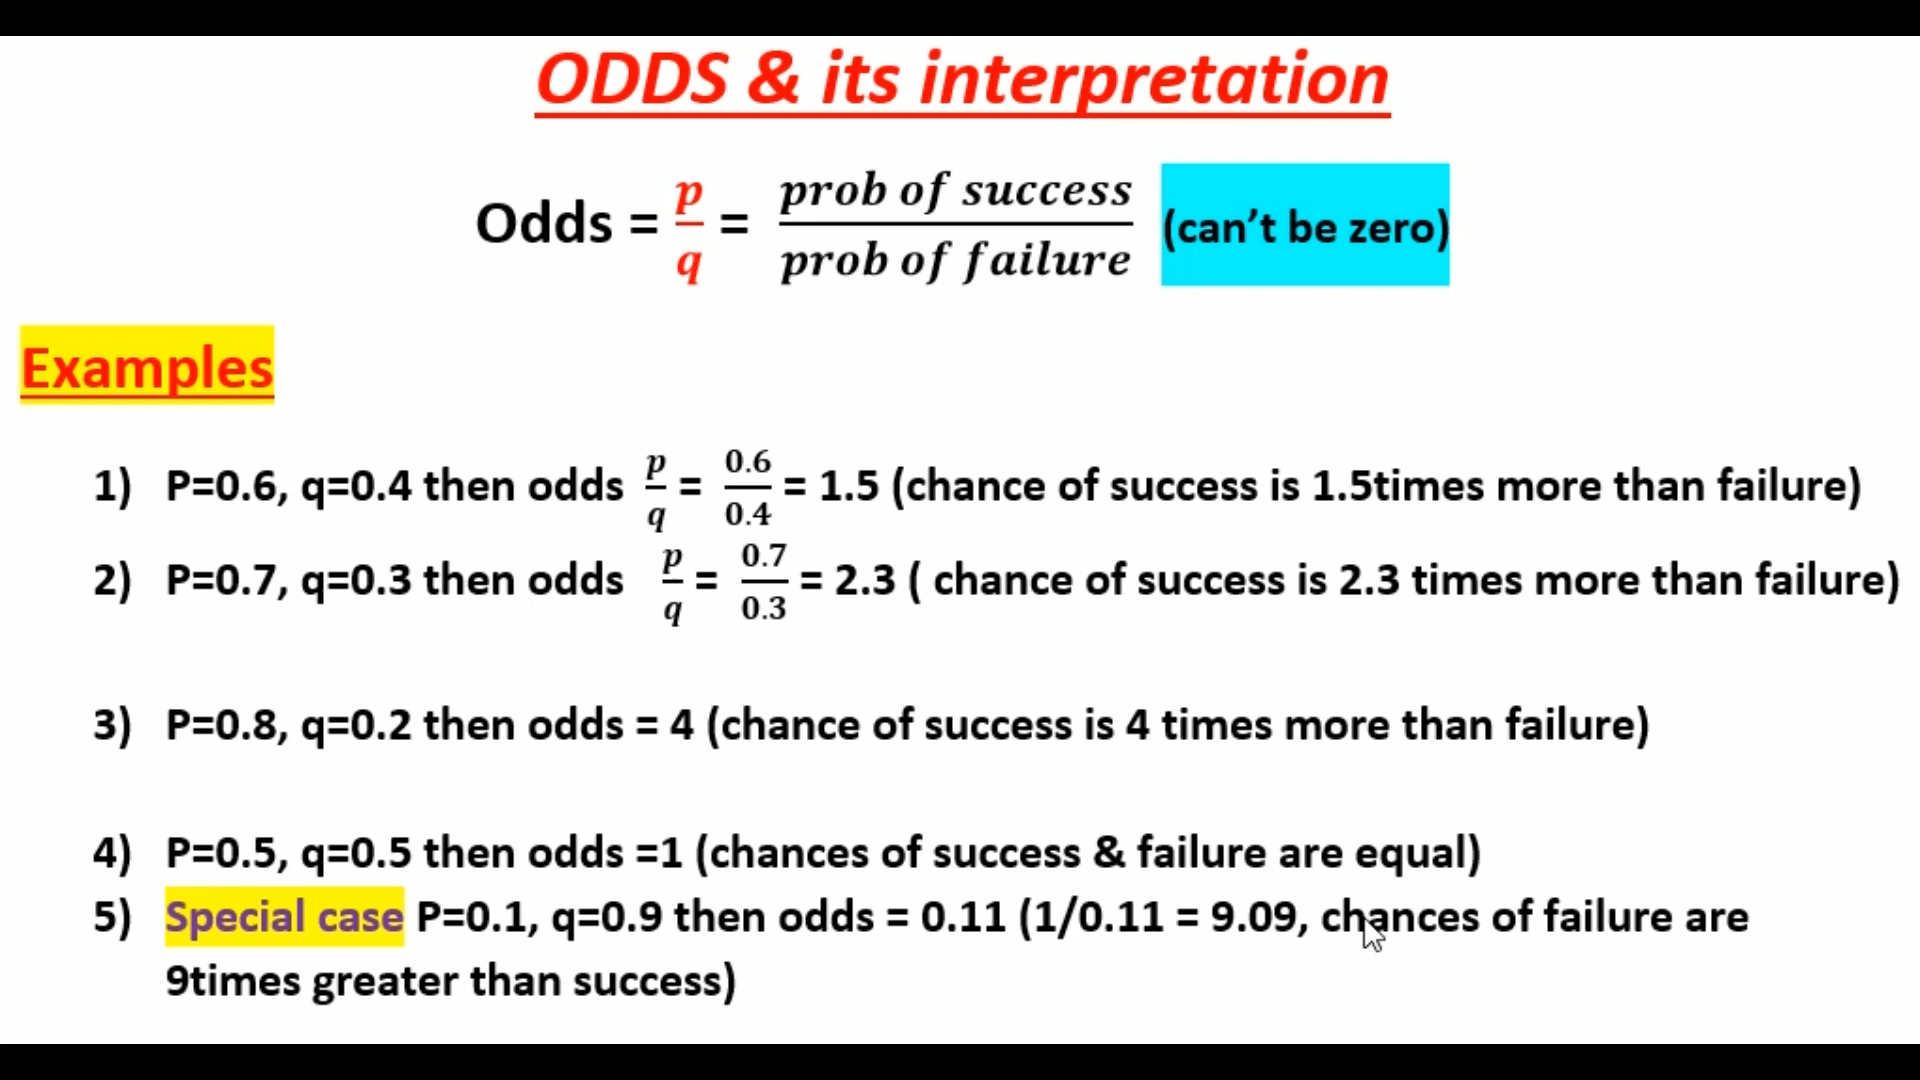 ODDS & its interpretation
Odds = p/q = prob of success/prob of failure (can't be zero)
Examples
1) P=0.6, q=0.4 then odds p/q = 0.6/0.4 = 1.5 (chance of success is 1.5times more than failure)
2) P=0.7, q=0.3 then odds p/q = 0.7/0.3 = 2.3 ( chance of success is 2.3 times more than failure)
3) P=0.8, q=0.2 then odds = 4 (chance of success is 4 times more than failure)
4) P=0.5, q=0.5 then odds =1 (chances of success & failure are equal)
5) Special case P=0.1, q=0.9 then odds = 0.11 (1/0.11 = 9.09, chances of failure are
9times greater than success)